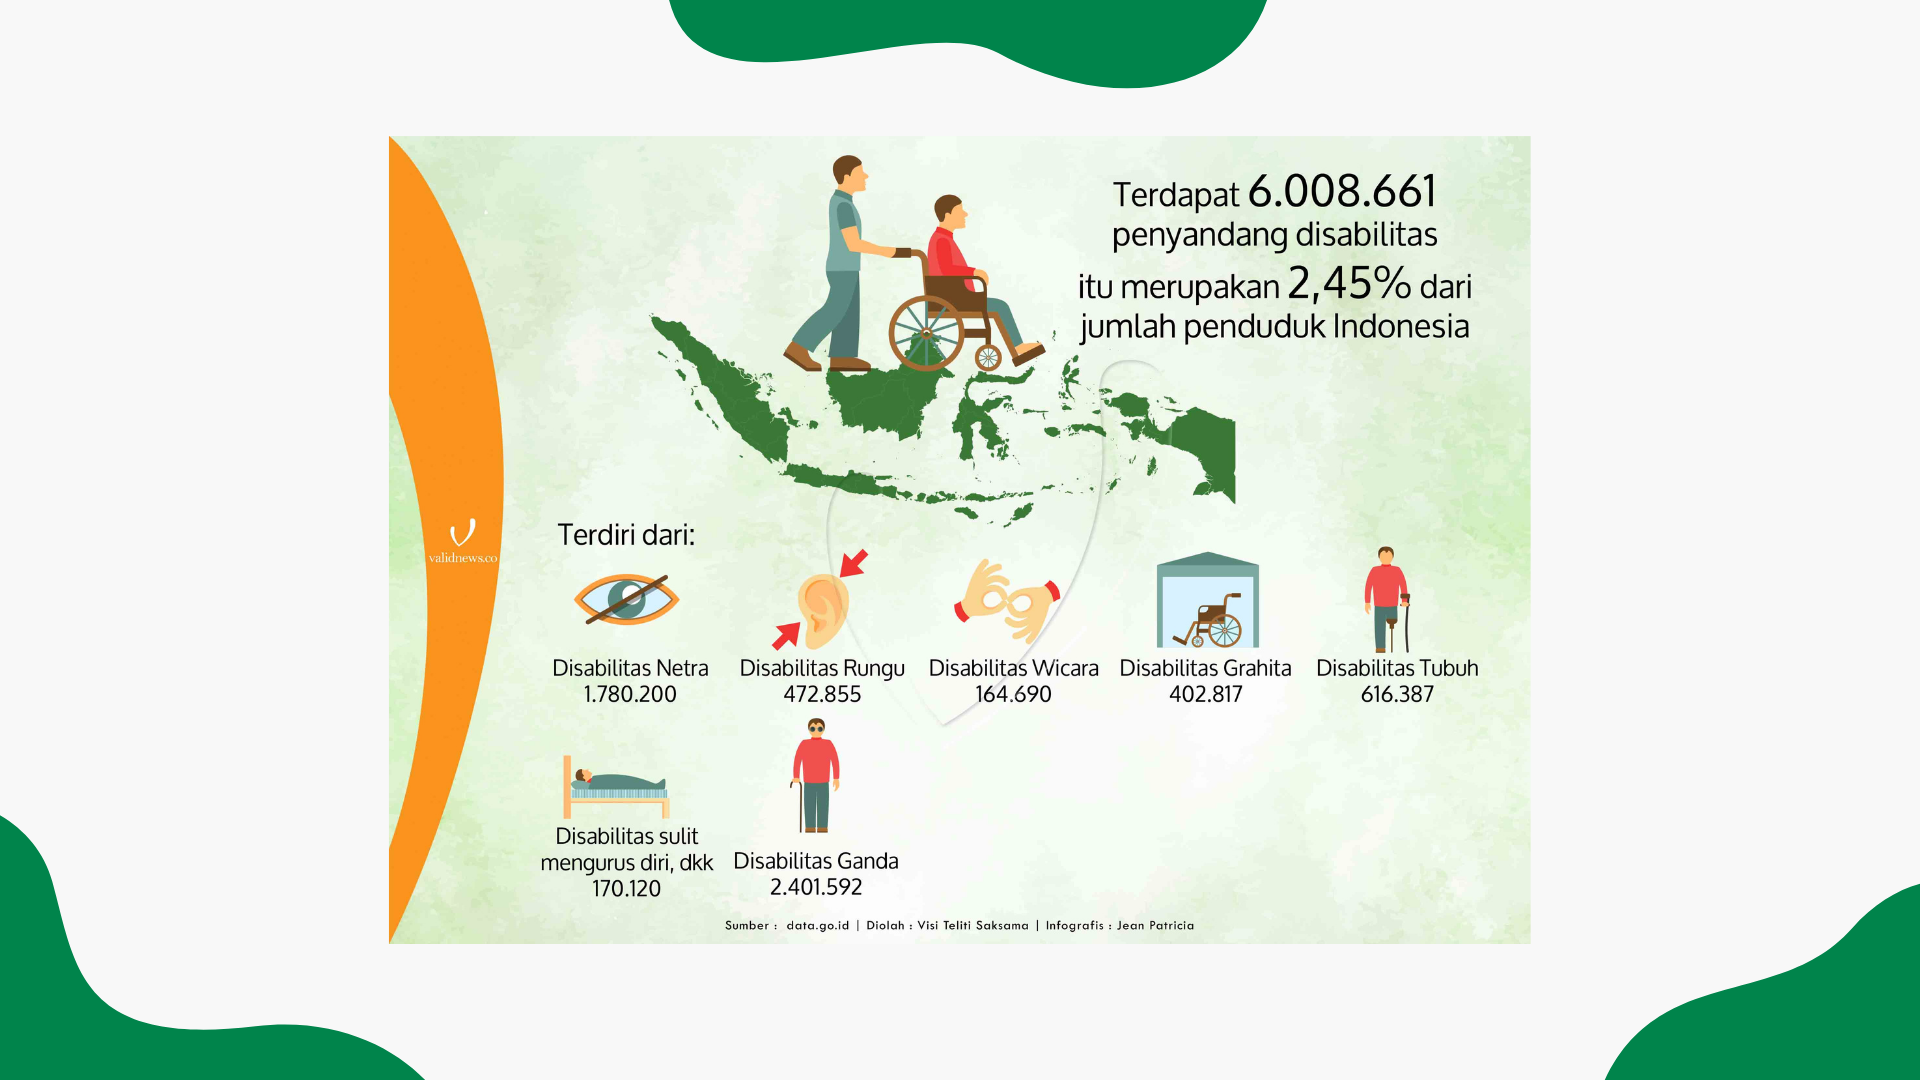 Terdapat 6.008.661
penyandang disabilitas
itu merupakan 2,45% dari
jumlah penduduk Indonesia
validnews.co
Terdiri dari:
Disabilitas Netra
1.780.200
Disabilitas Rungu
472.855
Disabilitas Wicara
164.690
Disabilitas Grahita
402.817
Disabilitas Tubuh
616.387
Disabilitas sulit
mengurus diri, dkk
170.120
Disabilitas Ganda
2.401.592
Sumber : data.go.id | Diolah : Visi Teliti Saksama | Infografis : Jean Patricia